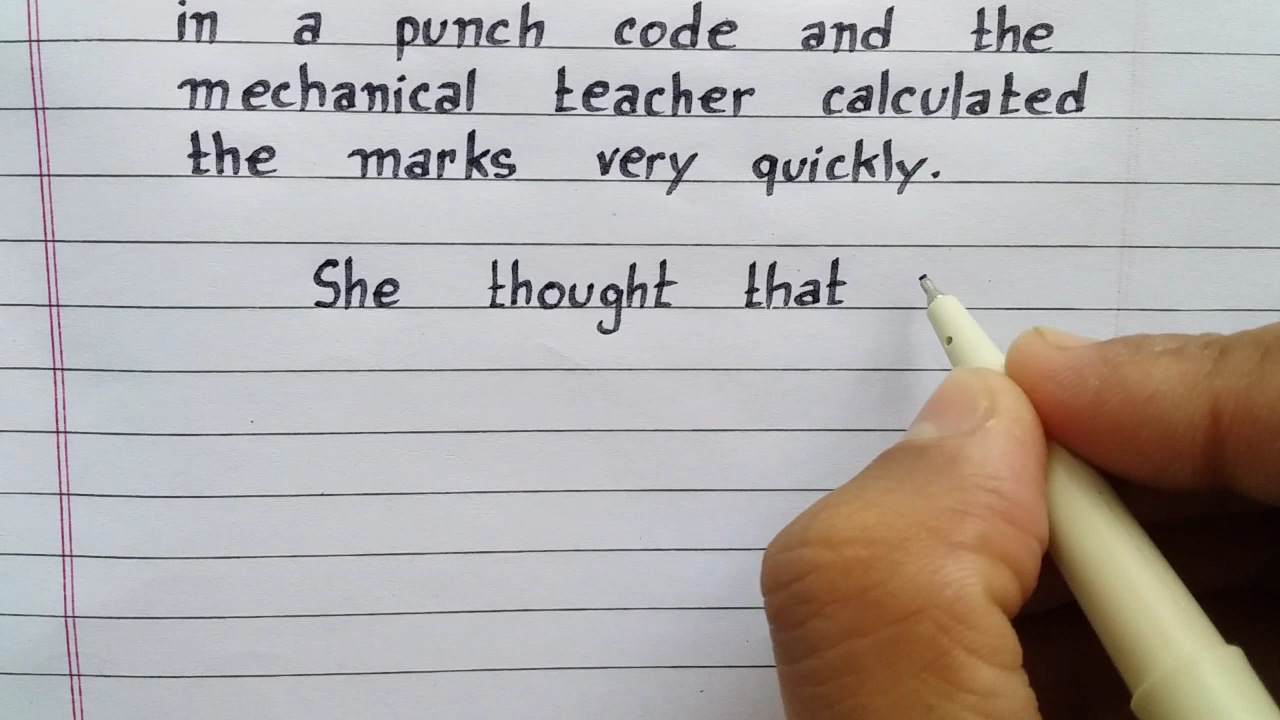 in a punch code and the
mechanical teacher calculated
the marks very quickly.
She thought that